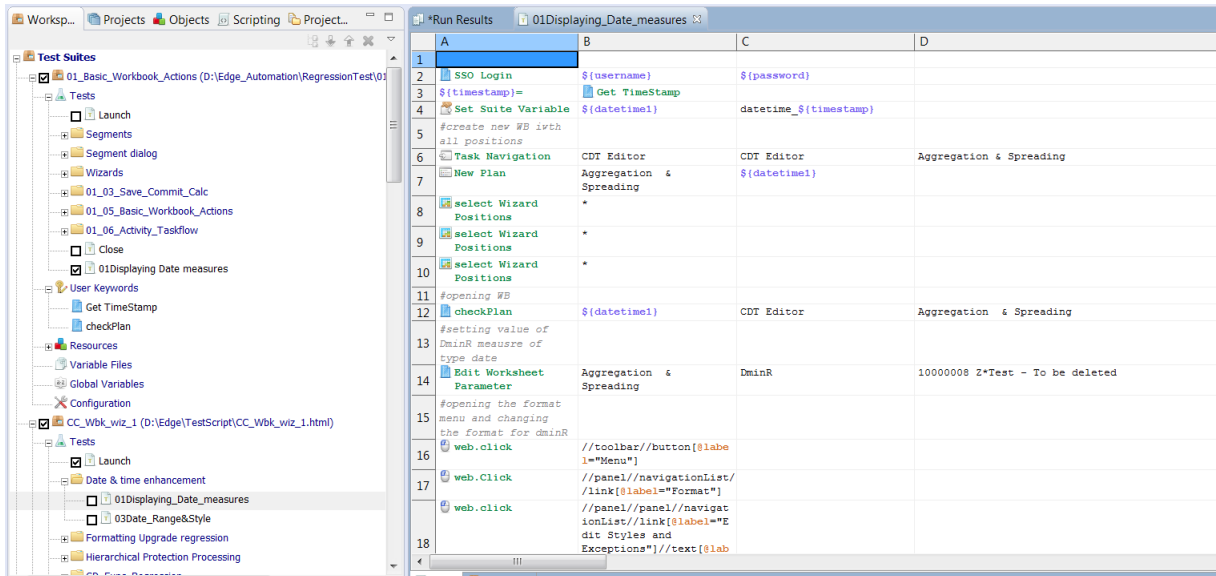 Worksp... Projects Objects Scripting Project...
*Run Results 01Displaying_Date_measures
Test Suites
01_Basic_Workbook_Actions (D:\Edge_Automation\RegressionTest\01
Tests
Launch
Segments
Segment dialog
Wizards
01_03_Save_Commit_Calc
01_05_Basic_Workbook_Actions
01_06_Activity_Taskflow
Close
01Displaying Date measures
User Keywords
Get TimeStamp
checkPlan
Resources
Variable Files
Global Variables
Configuration
CC_Wbk_wiz_1 (D:\Edge\TestScript\CC_Wbk_wiz_1.html)
Tests
Launch
Date & time enhancement
01Displaying_Date_measures
03Date_Range&Style
Formatting Upgrade regression
Hierarchical Protection Processing
A B C D
1
2 SSO Login ${username} ${password}
3 ${timestamp}= Get TimeStamp
4 Set Suite Variable ${datetime1} datetime_${timestamp}
5 #create new WB ivth
all positions
6 Task Navigation CDT Editor CDT Editor Aggregation & Spreading
7 New Plan Aggregation & ${datetime1}
Spreading
8 select Wizard *
Positions
9 select Wizard *
Positions
10 select Wizard *
Positions
11 #opening WB
12 checkPlan ${datetime1} CDT Editor Aggregation & Spreading
13 #setting value of
DminR meausre of
type date
14 Edit Worksheet Aggregation & DminR 10000008 Z*Test - To be deleted
Parameter Spreading
15 #opening the format
menu and changing
the format for dminR
16 web.click //toolbar//button[@labe
l="Menu"]
17 web.Click //panel//navigationList/
/link[@label="Format"]
18 web.click //panel//panel//navigat
ionList//link[@label="E
dit Styles and
Exceptions"]//text[@lab